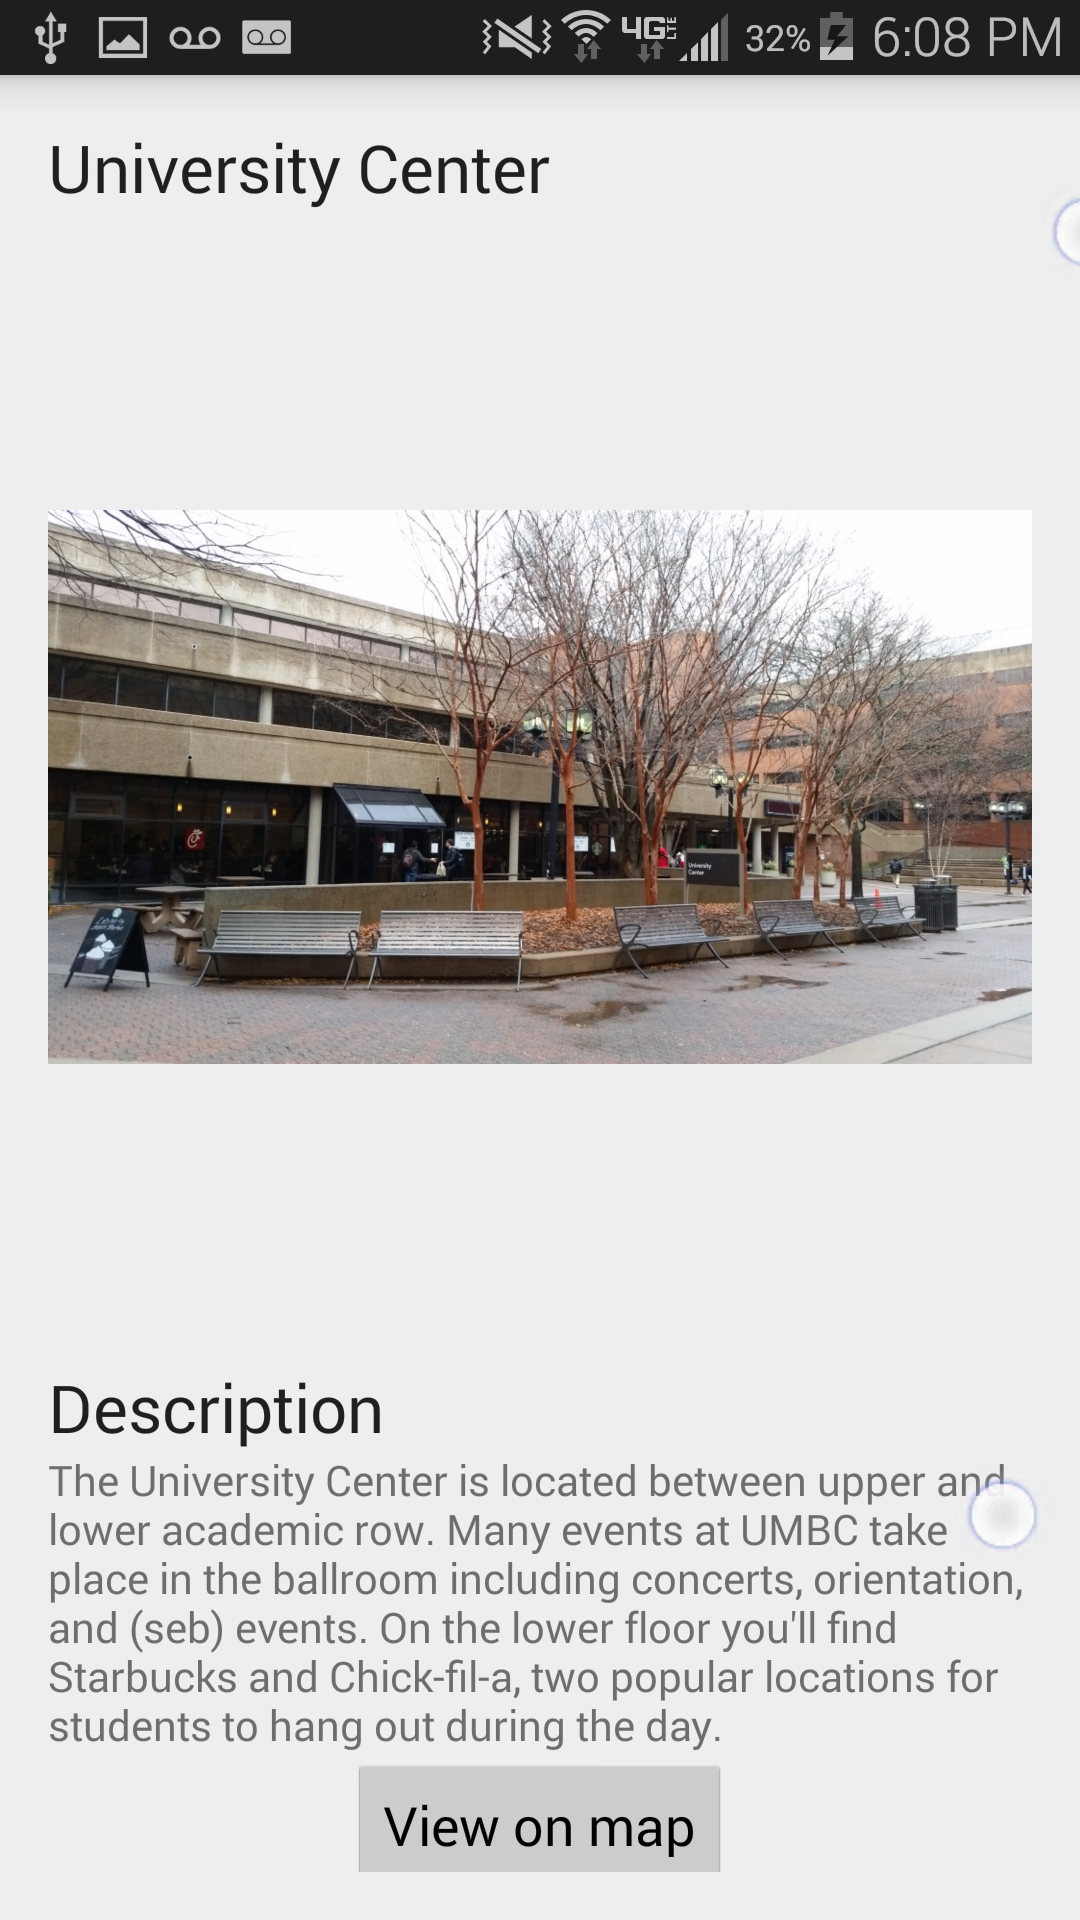 4G LTE 32% 6:08 PM
University Center
University
Center
Description
The University Center is located between upper and
lower academic row. Many events at UMBC take
place in the ballroom including concerts, orientation,
and (seb) events. On the lower floor you'll find
Starbucks and Chick-fil-a, two popular locations for
students to hang out during the day.
View on map